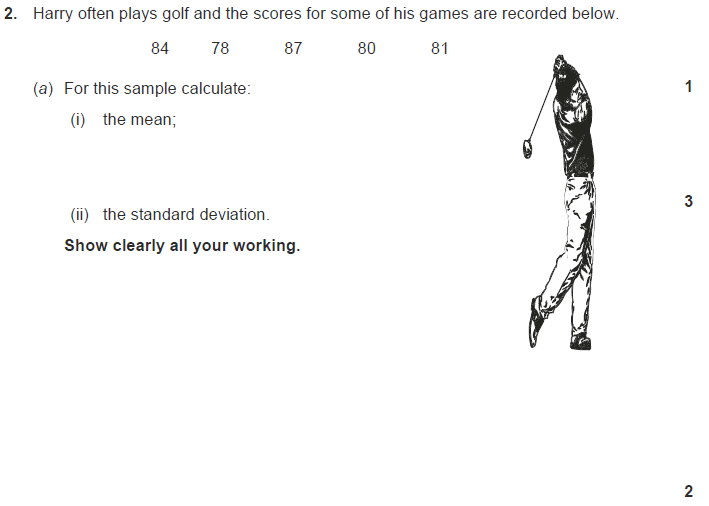 2. Harry often plays golf and the scores for some of his games are recorded below.
84 78 87 80 81
(a) For this sample calculate:
1
(i) the mean;
3
(ii) the standard deviation.
Show clearly all your working.
2